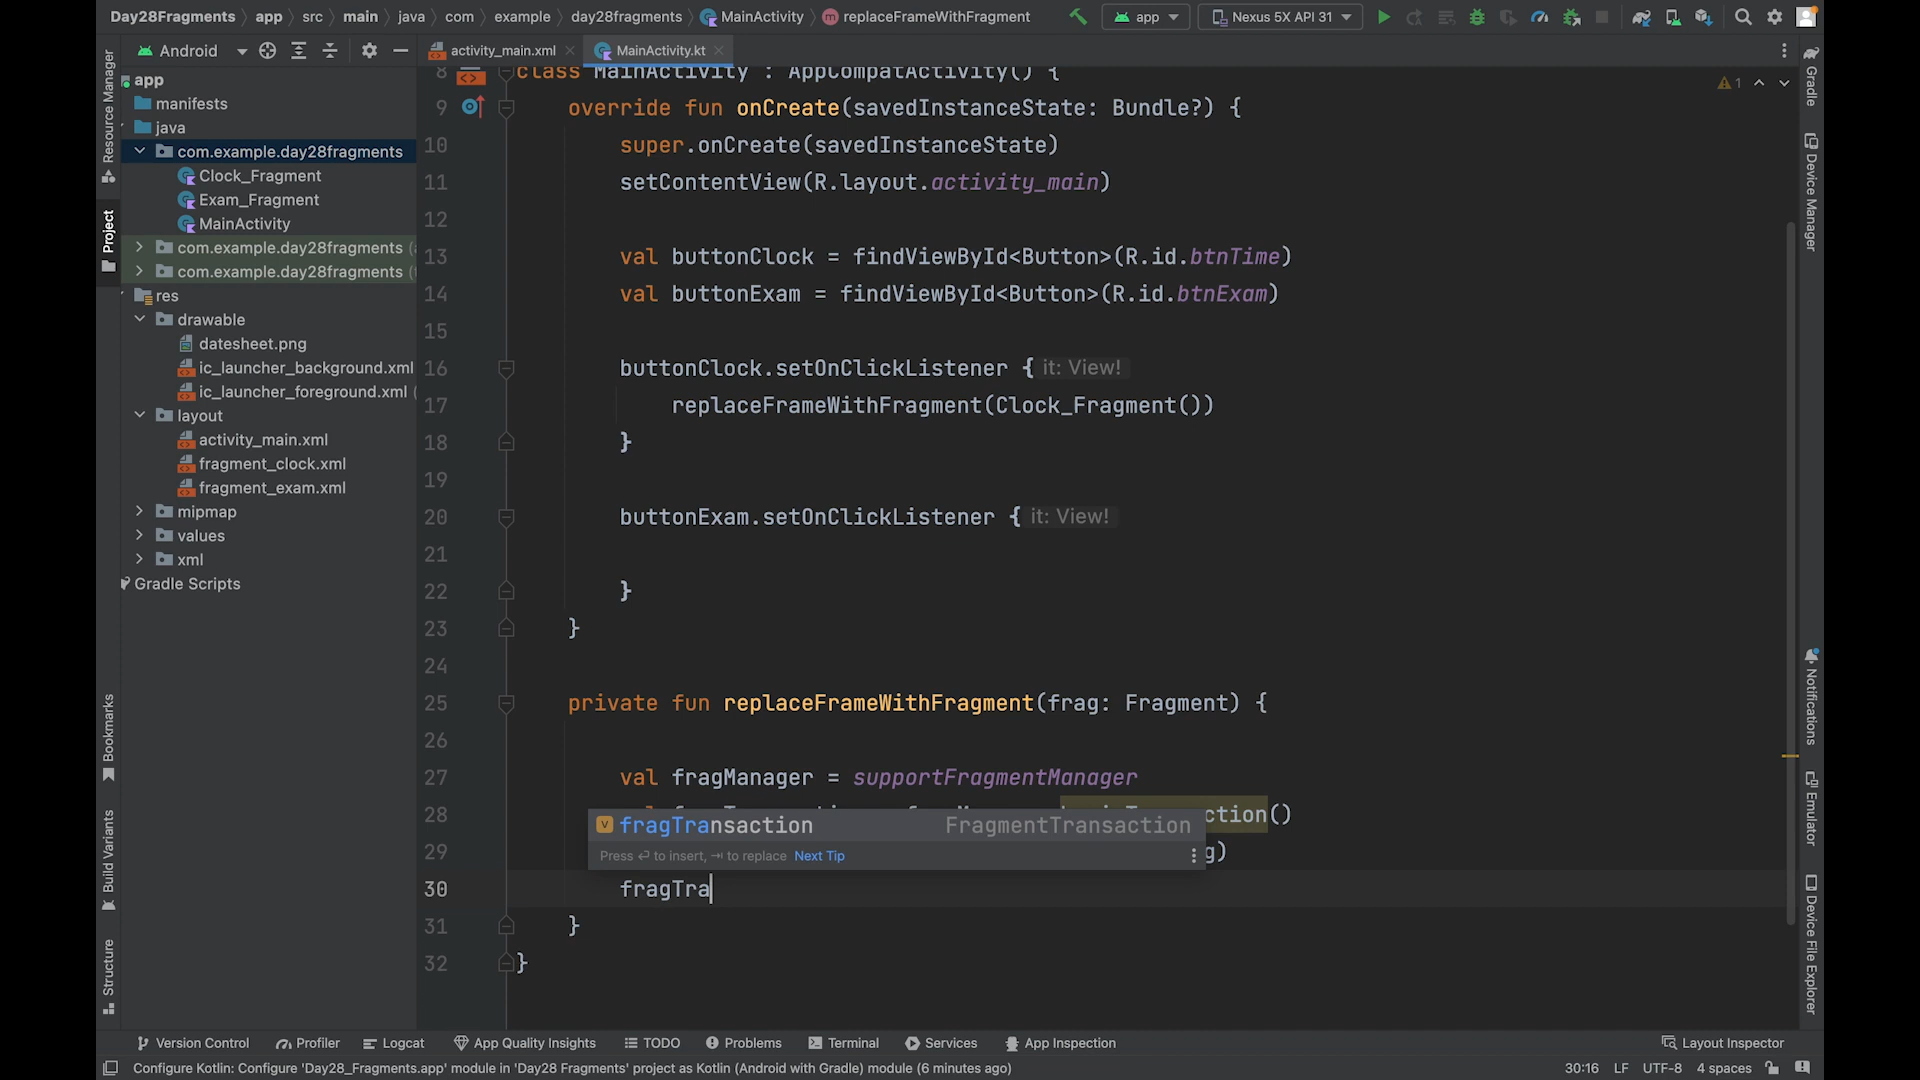 Day28Fragments app src main java com example day28fragments MainActivity replaceFrameWithFragment app Nexus 5X API 31
Android
activity_main.xml MainActivity.kt
Resource Manager
Project
Bookmarks
Build Variants
Structure
app
manifests
java
com.example.day28fragments
Clock_Fragment
Exam_Fragment
MainActivity
com.example.day28fragments
com.example.day28fragments
res
drawable
datesheet.png
ic_launcher_background.xml
ic_launcher_foreground.xml
layout
activity_main.xml
fragment_clock.xml
fragment_exam.xml
mipmap
values
xml
Gradle Scripts
8 class MainActivity : AppCompatActivity() {
9 override fun onCreate(savedInstanceState: Bundle?) {
10 super.onCreate(savedInstanceState)
11 setContentView(R.layout.activity_main)
12
13 val buttonClock = findViewById<Button>(R.id.btnTime)
14 val buttonExam = findViewById<Button>(R.id.btnExam)
15
16 buttonClock.setOnClickListener { it: View!
17 replaceFrameWithFragment(Clock_Fragment())
18 }
19
20 buttonExam.setOnClickListener { it: View!
21
22 }
23 }
24
25 private fun replaceFrameWithFragment(frag: Fragment) {
26
27 val fragManager = supportFragmentManager
28 ction()
fragTransaction FragmentTransaction
29 g)
Press ↵ to insert, ⇥ to replace Next Tip
30 fragTra
31 }
32 }
1
Gradle
Device Manager
Notifications
Emulator
Device File Explorer
Version Control Profiler Logcat App Quality Insights TODO Problems Terminal Services App Inspection Layout Inspector
Configure Kotlin: Configure 'Day28_Fragments.app' module in 'Day28 Fragments' project as Kotlin (Android with Gradle) module (6 minutes ago) 30:16 LF UTF-8 4 spaces